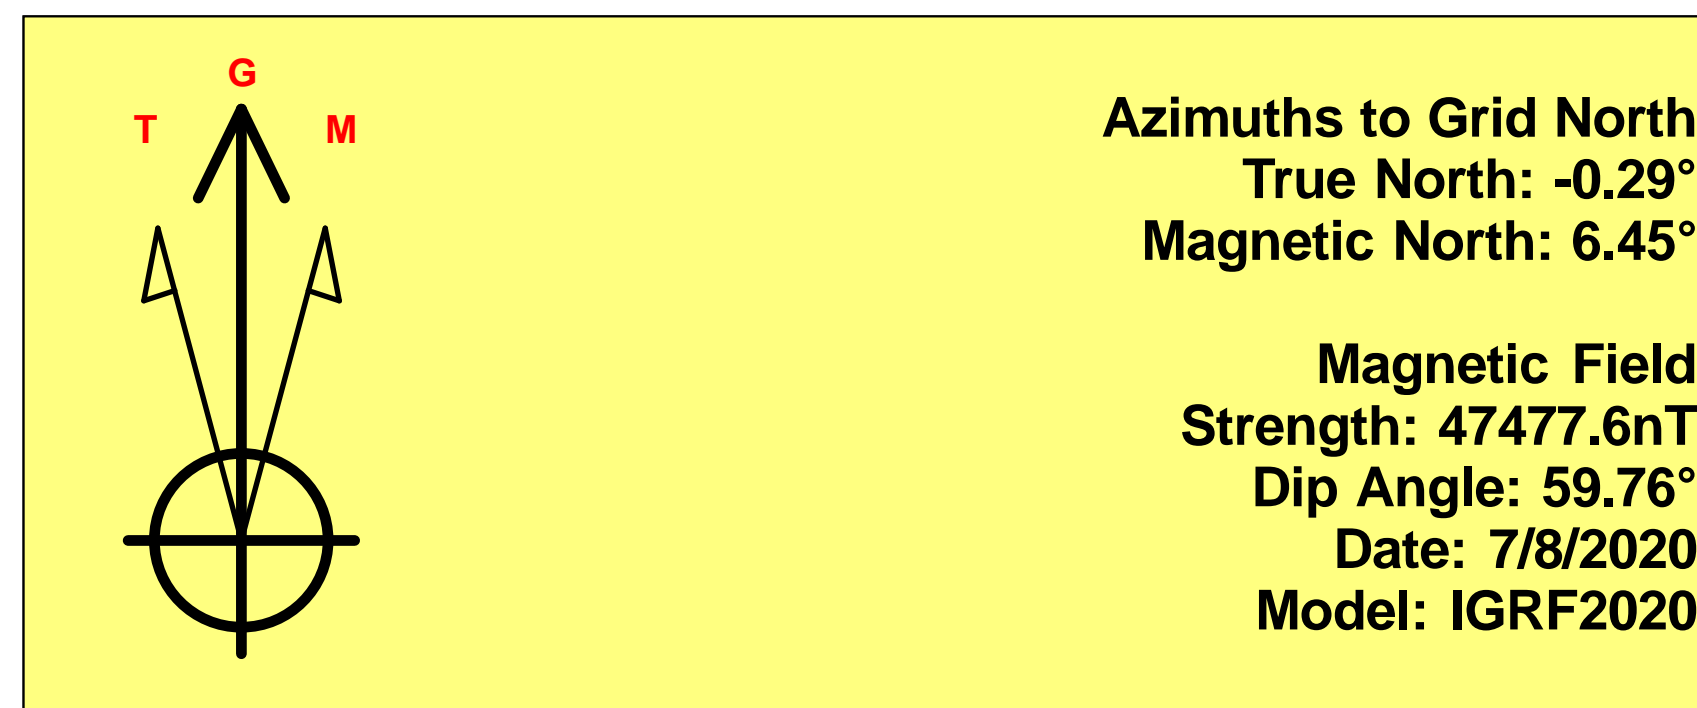 G
T M
Azimuths to Grid North
True North: -0.29°
Magnetic North: 6.45°
Magnetic Field
Strength: 47477.6nT
Dip Angle: 59.76°
Date: 7/8/2020
Model: IGRF2020